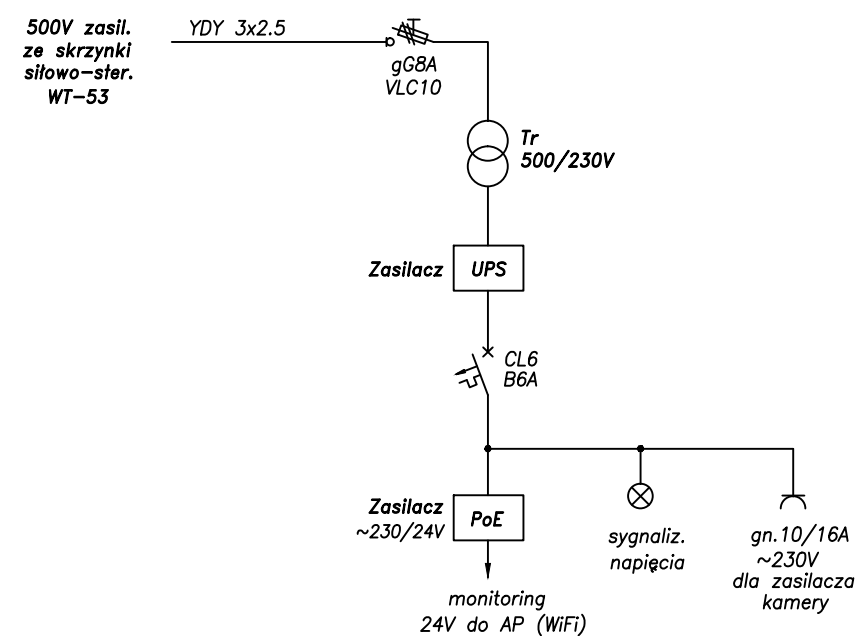 500V zasil.
ze skrzynki
siłowo-ster.
WT-53
YDY 3x2.5
gG8A
VLC10
Tr
500/230V
Zasilacz
UPS
CL6
B6A
Zasilacz
~230/24V
PoE
monitoring
24V do AP (WiFi)
sygnaliz.
napięcia
gn.10/16A
~230V
dla zasilacza
kamery